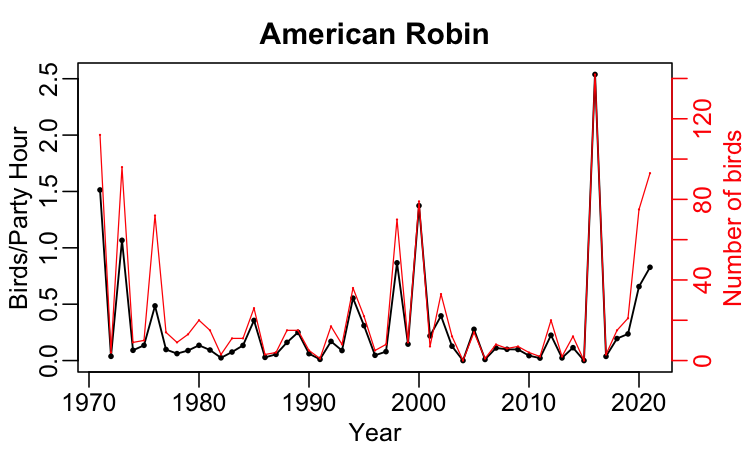 American Robin
Birds/Party Hour
0.0 0.5 1.0 1.5 2.0 2.5
Number of birds
0 40 80 120
1970 1980 1990 2000 2010 2020
Year